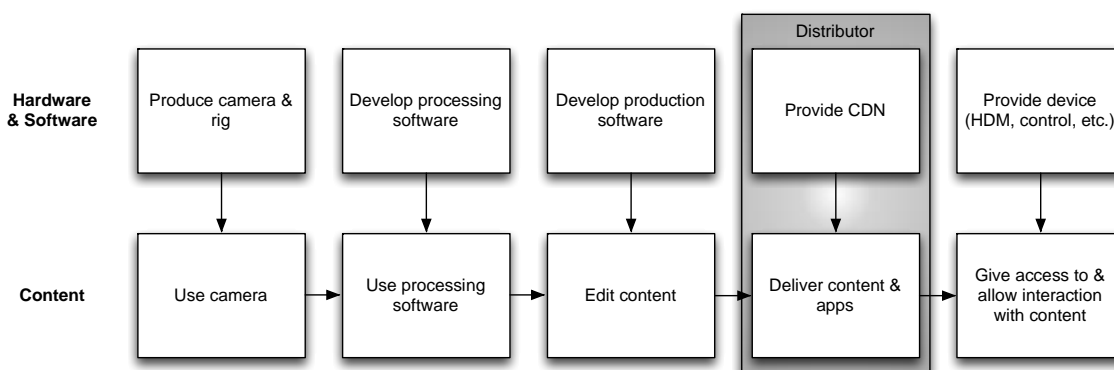 Distributor
Hardware
& Software
Produce camera &
rig
Develop processing
software
Develop production
software
Provide CDN
Provide device
(HDM, control, etc.)
Content
Use camera
Use processing
software
Edit content
Deliver content &
apps
Give access to &
allow interaction
with content